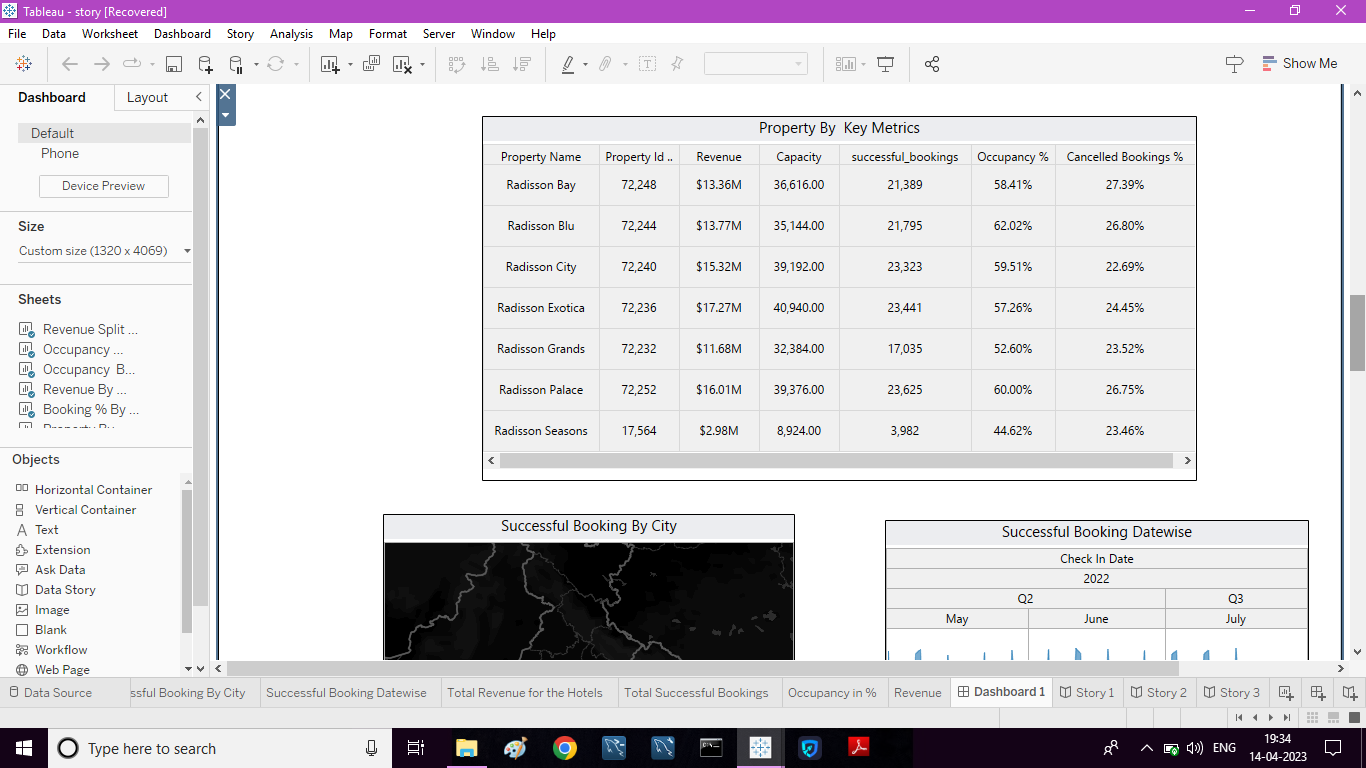 Tableau - story [Recovered]
File Data Worksheet Dashboard Story Analysis Map Format Server Window Help
Show Me
Dashboard Layout
Default
Phone
Device Preview
Size
Custom size (1320 x 4069)
Sheets
Revenue Split ...
Occupancy ...
Occupancy B...
Revenue By ...
Booking % By ...
Objects
Horizontal Container
Vertical Container
Text
Extension
Ask Data
Data Story
Image
Blank
Workflow
Web Page
Property By Key Metrics
Property Name Property Id .. Revenue Capacity successful_bookings Occupancy % Cancelled Bookings %
Radisson Bay 72,248 $13.36M 36,616.00 21,389 58.41% 27.39%
Radisson Blu 72,244 $13.77M 35,144.00 21,795 62.02% 26.80%
Radisson City 72,240 $15.32M 39,192.00 23,323 59.51% 22.69%
Radisson Exotica 72,236 $17.27M 40,940.00 23,441 57.26% 24.45%
Radisson Grands 72,232 $11.68M 32,384.00 17,035 52.60% 23.52%
Radisson Palace 72,252 $16.01M 39,376.00 23,625 60.00% 26.75%
Radisson Seasons 17,564 $2.98M 8,924.00 3,982 44.62% 23.46%
Successful Booking By City
Successful Booking Datewise
Check In Date
2022
Q2 Q3
May June July
Data Source ssful Booking By City Successful Booking Datewise Total Revenue for the Hotels Total Successful Bookings Occupancy in % Revenue Dashboard 1 Story 1 Story 2 Story 3
Type here to search
ENG
19:34
14-04-2023